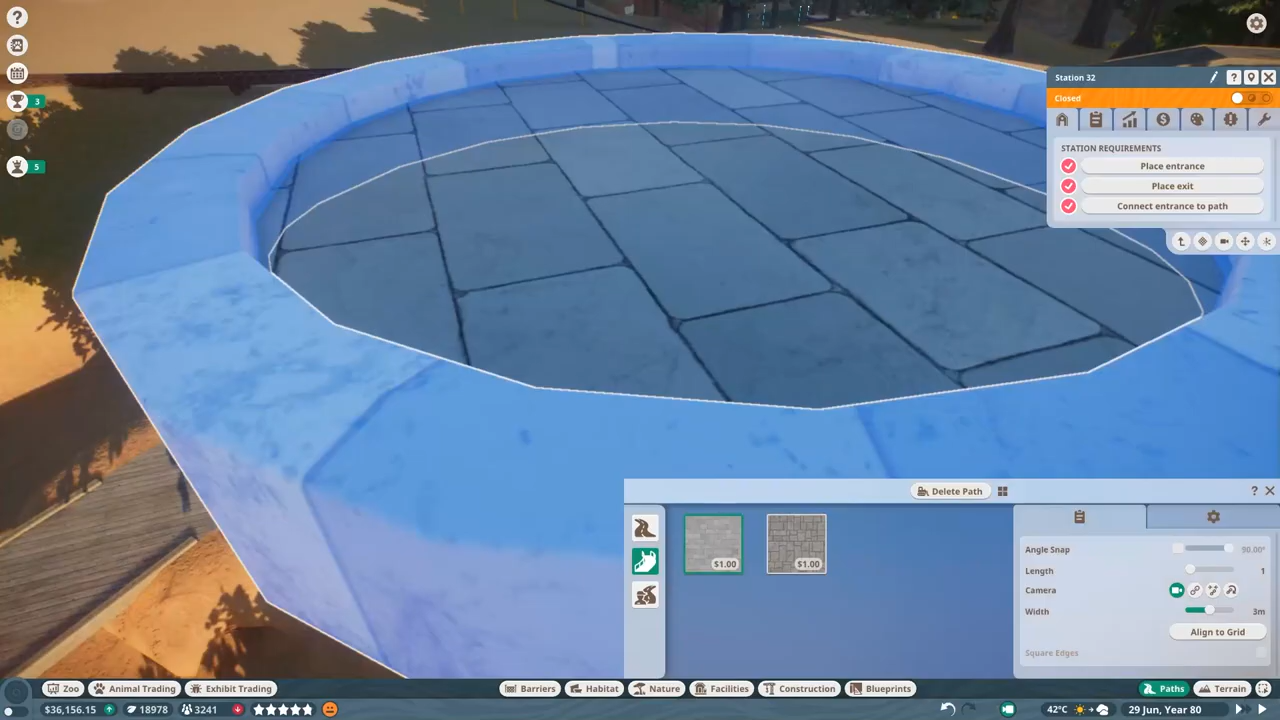 ?
3
5
Station 32
?
Closed
STATION REQUIREMENTS
Place entrance
Place exit
Connect entrance to path
Delete Path
?
$1.00
$1.00
Angle Snap
90.00°
Length
1
Camera
Width
3m
Align to Grid
Square Edges
Zoo
Animal Trading
Exhibit Trading
Barriers
Habitat
Nature
Facilities
Construction
Blueprints
Paths
Terrain
$36,156.15
18978
3241
42°C
29 Jun, Year 80